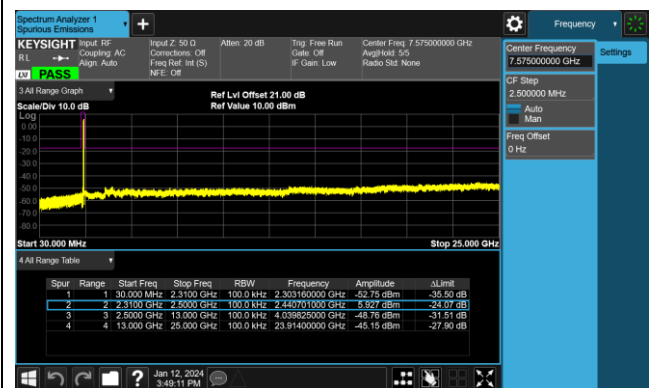 Spectrum Analyzer 1
Spurious Emissions
Frequency
KEYSIGHT
Input: RF
Input Z: 50 Ω
Atten: 20 dB
Trig: Free Run
Center Freq: 7.575000000 GHz
RL
Coupling: AC
Corrections: Off
Gate: Off
Avg|Hold: 5/5
Align: Auto
Freq Ref: Int (S)
IF Gain: Low
Radio Std: None
LXI PASS
NFE: Off
3 All Range Graph
Ref Lvl Offset 21.00 dB
Scale/Div 10.0 dB
Ref Value 10.00 dBm
Log
0.00
-10.0
-20.0
-30.0
-40.0
-50.0
-60.0
-70.0
-80.0
Start 30.000 MHz
Stop 25.000 GHz
4 All Range Table
Spur Range Start Freq Stop Freq RBW Frequency Amplitude ΔLimit
1 1 30.000 MHz 2.3100 GHz 100.0 kHz 2.303160000 GHz -52.75 dBm -35.50 dB
2 2 2.3100 GHz 2.5000 GHz 100.0 kHz 2.440701000 GHz 5.927 dBm -24.07 dB
3 3 2.5000 GHz 13.000 GHz 100.0 kHz 4.039825000 GHz -48.76 dBm -31.51 dB
4 4 13.000 GHz 25.000 GHz 100.0 kHz 23.91400000 GHz -45.15 dBm -27.90 dB
Jan 12, 2024
3:49:11 PM
Center Frequency
7.575000000 GHz
Settings
CF Step
2.500000 MHz
Auto
Man
Freq Offset
0 Hz